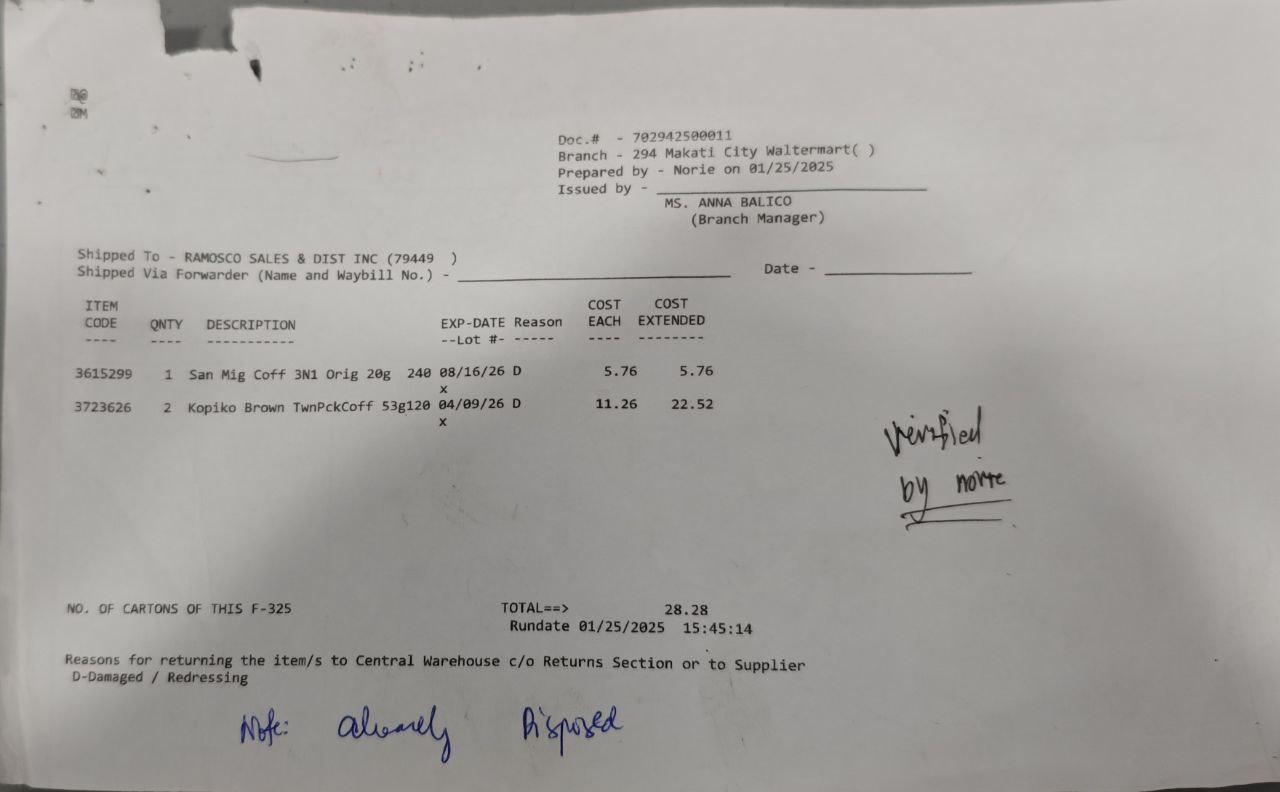 Doc.# - 702942500011
Branch - 294 Makati City Waltermart( )
Prepared by - Norie on 01/25/2025
Issued by - ____________________
MS. ANNA BALICO
(Branch Manager)
Shipped To - RAMOSCO SALES & DIST INC (79449 )
Shipped Via Forwarder (Name and Waybill No.) - ____________________ Date - ____________________
ITEM COST COST
CODE QNTY DESCRIPTION EXP-DATE Reason EACH EXTENDED
---- ---- ----------- --Lot #- ----- ---- --------
3615299 1 San Mig Coff 3N1 Orig 20g 240 08/16/26 D 5.76 5.76
x
3723626 2 Kopiko Brown TwnPckCoff 53g120 04/09/26 D 11.26 22.52
x
verified
by norie
NO. OF CARTONS OF THIS F-325 TOTAL==> 28.28
Rundate 01/25/2025 15:45:14
Reasons for returning the item/s to Central Warehouse c/o Returns Section or to Supplier
D-Damaged / Redressing
Note: Disposed